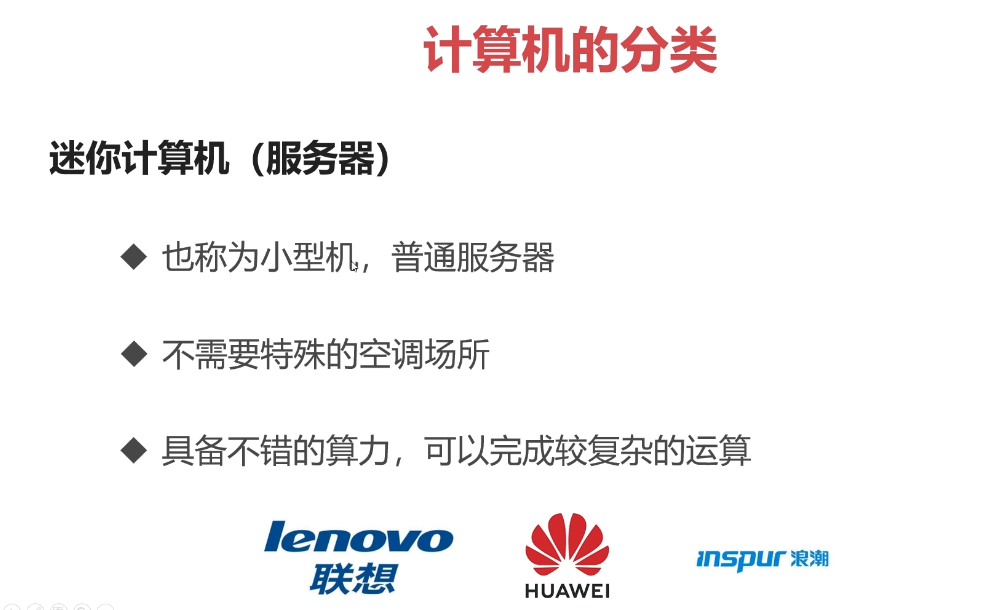 计算机的分类
迷你计算机（服务器）
◆ 也称为小型机，普通服务器
◆ 不需要特殊的空调场所
◆ 具备不错的算力，可以完成较复杂的运算
lenovo
联想
HUAWEI
inspur 浪潮